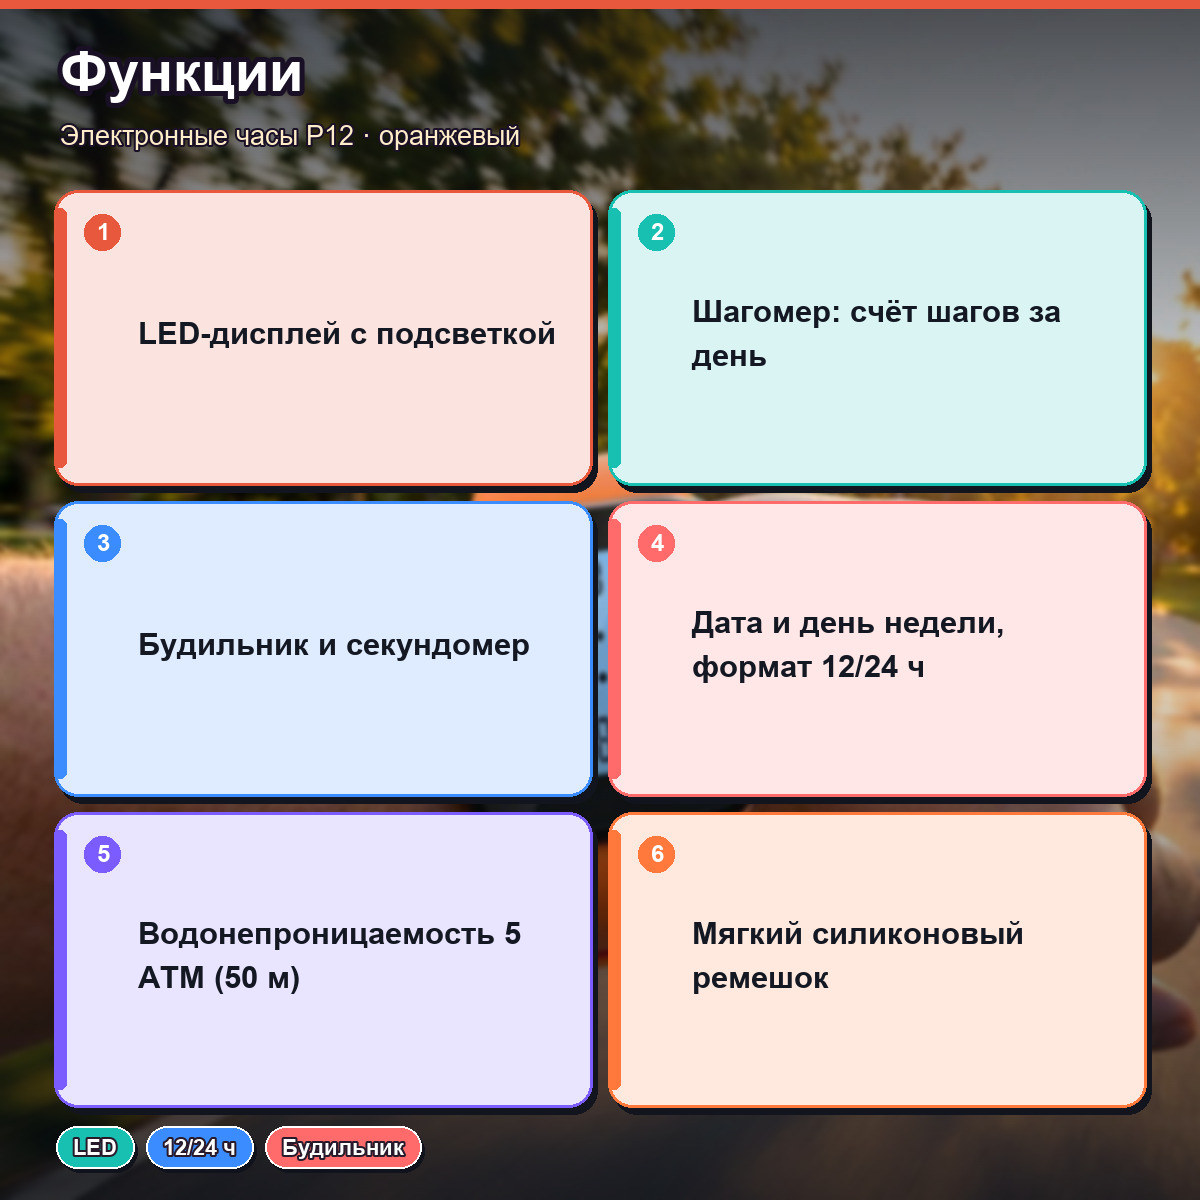 Функции
Электронные часы P12 · оранжевый
1
LED-дисплей с подсветкой
2
Шагомер: счёт шагов за
день
3
Будильник и секундомер
4
Дата и день недели,
формат 12/24 ч
5
Водонепроницаемость 5
ATM (50 м)
6
Мягкий силиконовый
ремешок
LED
12/24 ч
Будильник